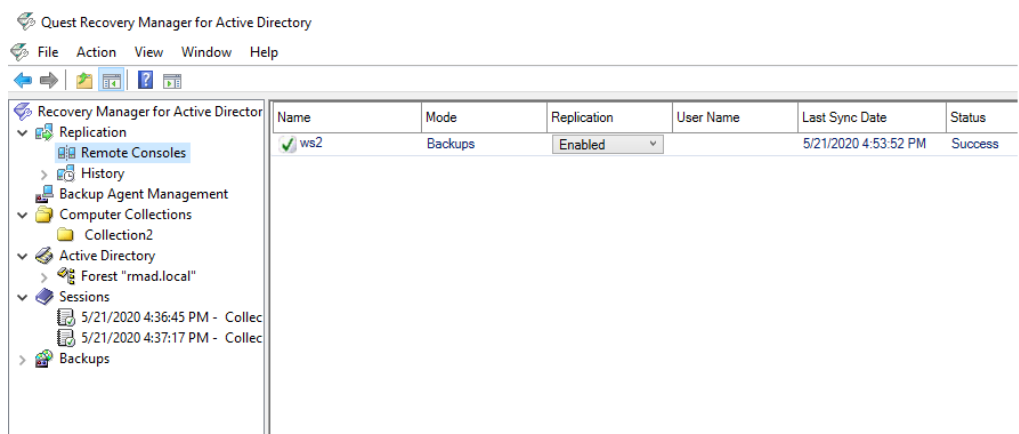 Quest Recovery Manager for Active Directory
File Action View Window Help
Recovery Manager for Active Director
Replication
Remote Consoles
History
Backup Agent Management
Computer Collections
Collection2
Active Directory
Forest "rmad.local"
Sessions
5/21/2020 4:36:45 PM - Collec
5/21/2020 4:37:17 PM - Collec
Backups
Name Mode Replication User Name Last Sync Date Status
ws2 Backups Enabled 5/21/2020 4:53:52 PM Success